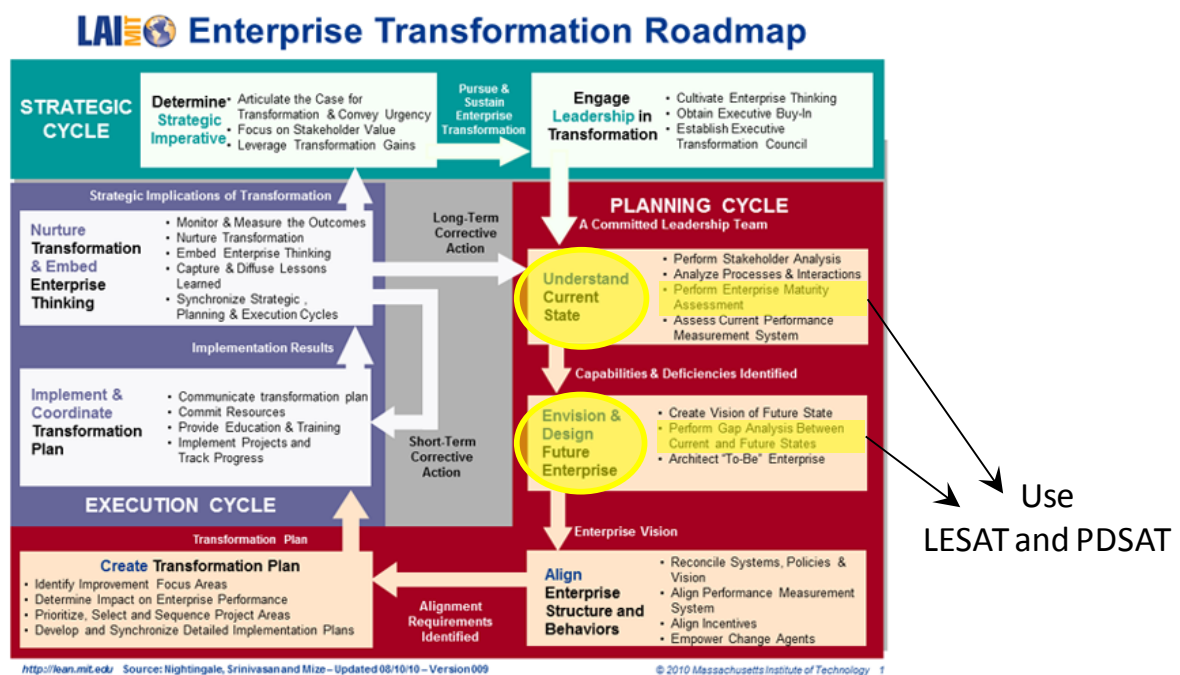 LAI MIT Enterprise Transformation Roadmap
STRATEGIC
CYCLE
Determine
Strategic
Imperative
• Articulate the Case for
Transformation & Convey Urgency
• Focus on Stakeholder Value
• Leverage Transformation Gains
Pursue &
Sustain
Enterprise
Transformation
Engage
Leadership in
Transformation
• Cultivate Enterprise Thinking
• Obtain Executive Buy-In
• Establish Executive
Transformation Council
Strategic Implications of Transformation
Nurture
Transformation
& Embed
Enterprise
Thinking
• Monitor & Measure the Outcomes
• Nurture Transformation
• Embed Enterprise Thinking
• Capture & Diffuse Lessons
Learned
• Synchronize Strategic ,
Planning & Execution Cycles
Long-Term
Corrective
Action
PLANNING CYCLE
A Committed Leadership Team
Understand
Current
State
• Perform Stakeholder Analysis
• Analyze Processes & Interactions
• Perform Enterprise Maturity
Assessment
• Assess Current Performance
Measurement System
Implementation Results
Capabilities & Deficiencies Identified
Implement &
Coordinate
Transformation
Plan
• Communicate transformation plan
• Commit Resources
• Provide Education & Training
• Implement Projects and
Track Progress
Short-Term
Corrective
Action
Envision &
Design
Future
Enterprise
• Create Vision of Future State
• Perform Gap Analysis Between
Current and Future States
• Architect "To-Be" Enterprise
Use
LESAT and PDSAT
EXECUTION CYCLE
Transformation Plan
Enterprise Vision
Create Transformation Plan
• Identify Improvement Focus Areas
• Determine Impact on Enterprise Performance
• Prioritize, Select and Sequence Project Areas
• Develop and Synchronize Detailed Implementation Plans
Alignment
Requirements
Identified
Align
Enterprise
Structure and
Behaviors
• Reconcile Systems, Policies &
Vision
• Align Performance Measurement
System
• Align Incentives
• Empower Change Agents
http://lean.mit.edu Source: Nightingale, Srinivasan and Mize – Updated 08/10/10 – Version 009
© 2010 Massachusetts Institute of Technology 1